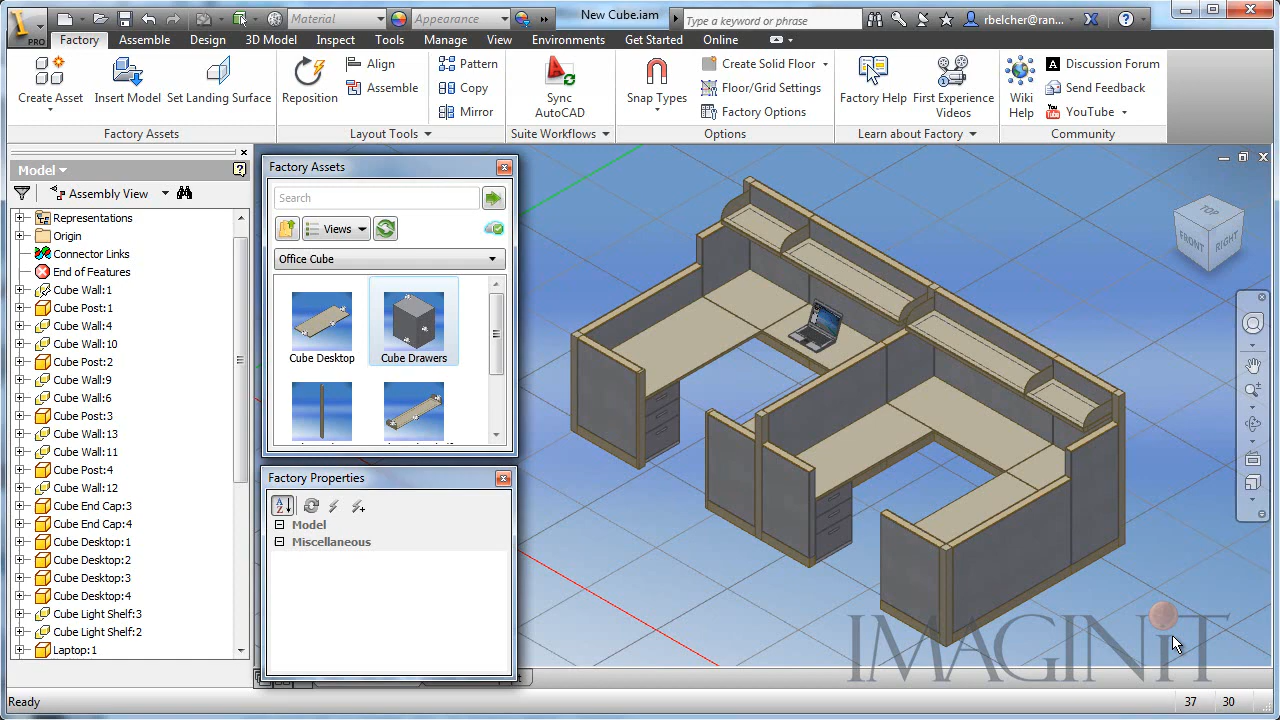 Material
Appearance
New Cube.iam
Type a keyword or phrase
rbelcher@ran...
PRO
Factory
Assemble
Design
3D Model
Inspect
Tools
Manage
View
Environments
Get Started
Online
Create Asset
Insert Model
Set Landing Surface
Reposition
Align
Assemble
Pattern
Copy
Mirror
Sync
AutoCAD
Snap Types
Create Solid Floor
Floor/Grid Settings
Factory Options
Factory Help
First Experience
Videos
Wiki
Help
Discussion Forum
Send Feedback
YouTube
Factory Assets
Layout Tools
Suite Workflows
Options
Learn about Factory
Community
Model
Assembly View
Representations
Origin
Connector Links
End of Features
Cube Wall:1
Cube Post:1
Cube Wall:4
Cube Wall:10
Cube Post:2
Cube Wall:9
Cube Wall:6
Cube Post:3
Cube Wall:13
Cube Wall:11
Cube Post:4
Cube Wall:12
Cube End Cap:3
Cube End Cap:4
Cube Desktop:1
Cube Desktop:2
Cube Desktop:3
Cube Desktop:4
Cube Light Shelf:3
Cube Light Shelf:2
Laptop:1
Factory Assets
Search
Views
Office Cube
Cube Desktop
Cube Drawers
Factory Properties
Model
Miscellaneous
TOP
FRONT
RIGHT
IMAGINiT
Ready
37
30